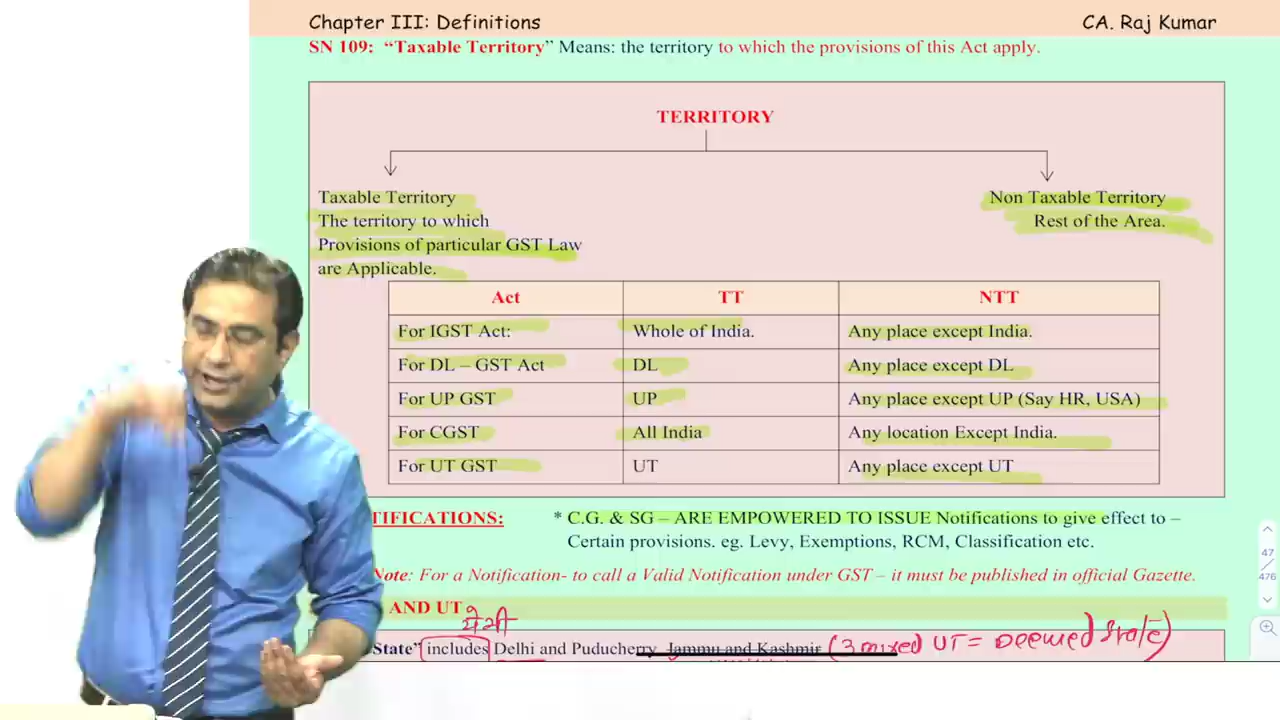 Chapter III: Definitions
CA. Raj Kumar
SN 109: “Taxable Territory” Means: the territory to which the provisions of this Act apply.
TERRITORY
Taxable Territory
The territory to which
Provisions of particular GST Law
are Applicable.
Non Taxable Territory
Rest of the Area.
Act TT NTT
For IGST Act: Whole of India. Any place except India.
For DL – GST Act DL Any place except DL
For UP GST UP Any place except UP (Say HR, USA)
For CGST All India Any location Except India.
For UT GST UT Any place except UT
TIFICATIONS: * C.G. & SG – ARE EMPOWERED TO ISSUE Notifications to give effect to –
Certain provisions. eg. Levy, Exemptions, RCM, Classification etc.
Note: For a Notification- to call a Valid Notification under GST – it must be published in official Gazette.
AND UT
State” includes Delhi and Puducherry Jammu and Kashmir (3 mixed UT = Deemed State)
47
/
476